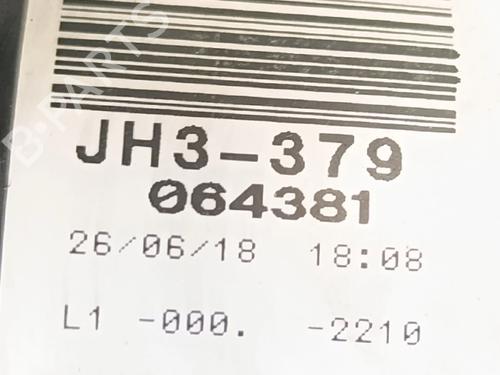 B-PARTS
JH3-379
064381
26/06/18 18:08
L1 -000. -2210